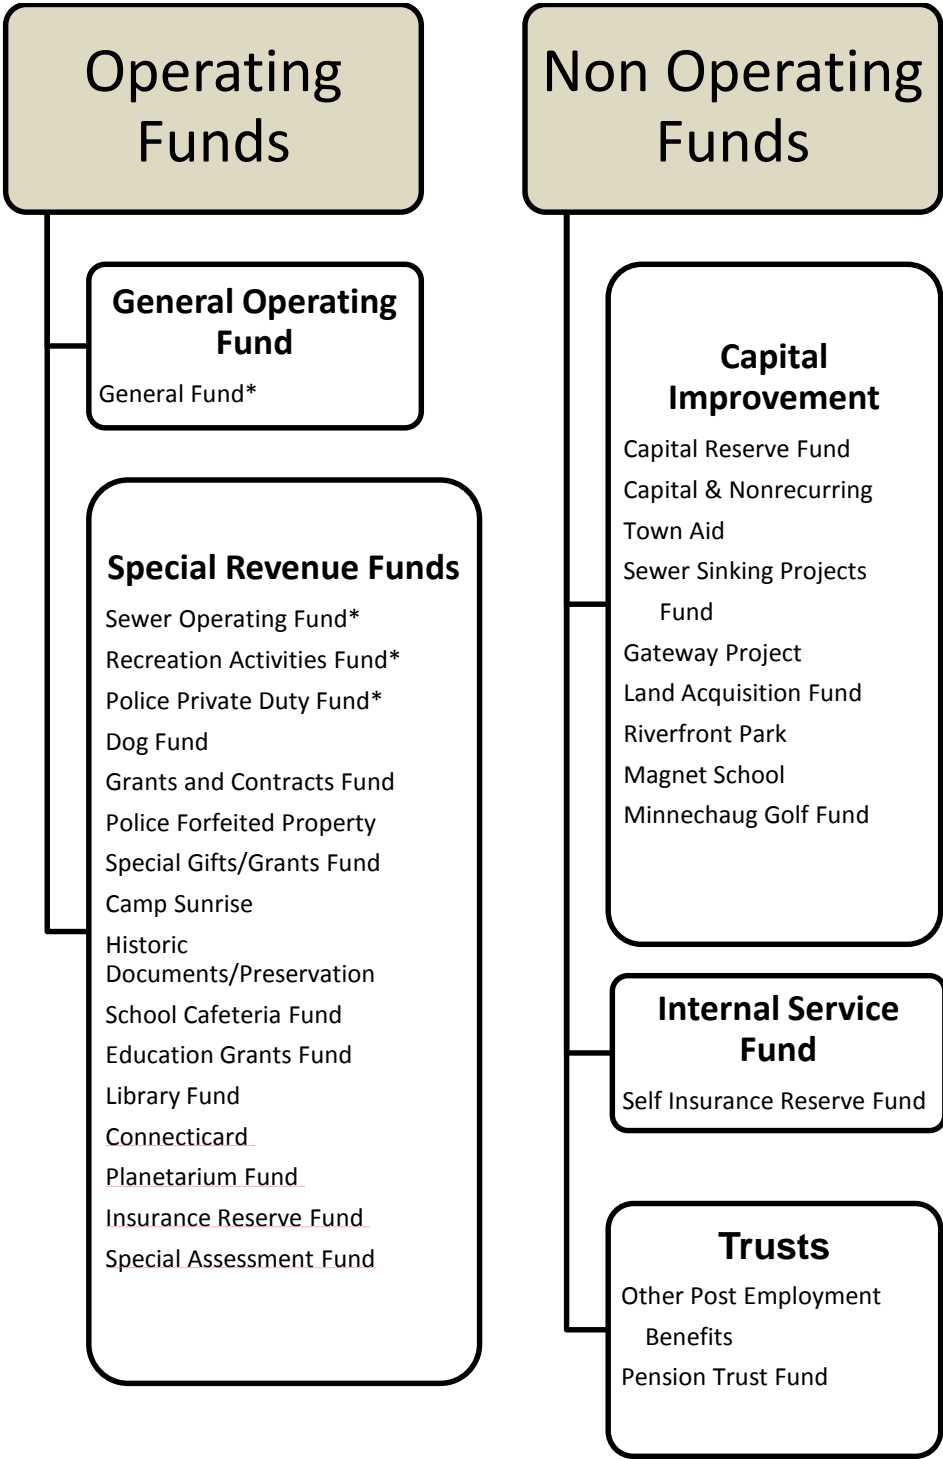 Operating
Funds
General Operating
Fund
General Fund*
Special Revenue Funds
Sewer Operating Fund*
Recreation Activities Fund*
Police Private Duty Fund*
Dog Fund
Grants and Contracts Fund
Police Forfeited Property
Special Gifts/Grants Fund
Camp Sunrise
Historic
Documents/Preservation
School Cafeteria Fund
Education Grants Fund
Library Fund
Connecticard
Planetarium Fund
Insurance Reserve Fund
Special Assessment Fund
Non Operating
Funds
Capital
Improvement
Capital Reserve Fund
Capital & Nonrecurring
Town Aid
Sewer Sinking Projects
Fund
Gateway Project
Land Acquisition Fund
Riverfront Park
Magnet School
Minnechaug Golf Fund
Internal Service
Fund
Self Insurance Reserve Fund
Trusts
Other Post Employment
Benefits
Pension Trust Fund